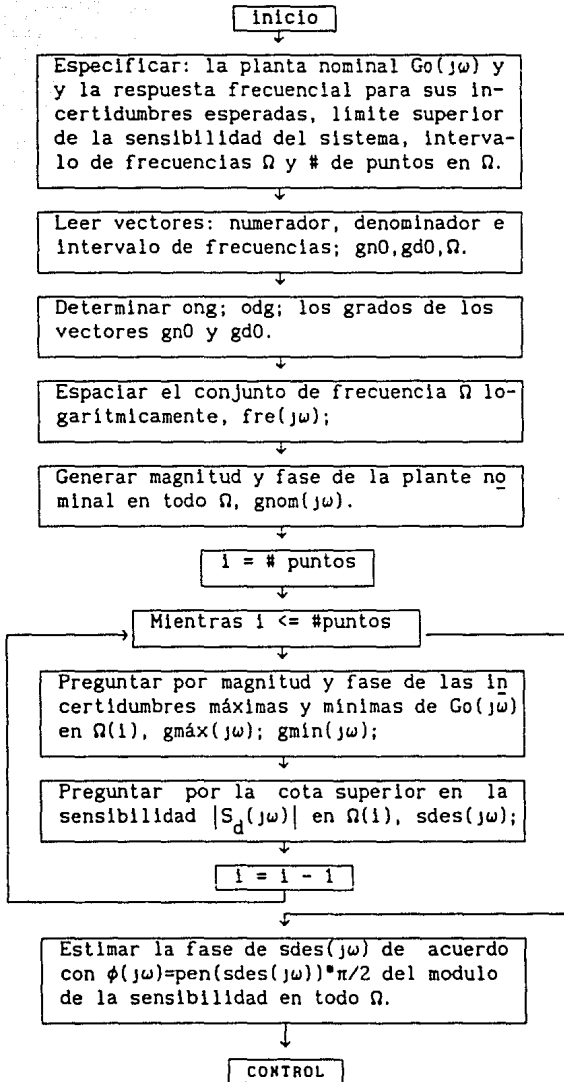 inicio
Especificar: la planta nominal Go(jω) y
y la respuesta frecuencial para sus in-
certidumbres esperadas, limite superior
de la sensibilidad del sistema, interva-
lo de frecuencias Ω y # de puntos en Ω.
Leer vectores: numerador, denominador e
intervalo de frecuencias; gn0,gd0,Ω.
Determinar ong; odg; los grados de los
vectores gn0 y gd0.
Espaciar el conjunto de frecuencia Ω lo-
garítmicamente, fre(jω);
Generar magnitud y fase de la plante no
minal en todo Ω, gnom(jω).
i = # puntos
Mientras i <= #puntos
Preguntar por magnitud y fase de las in
certidumbres máximas y minimas de Go(jω)
en Ω(i), gmáx(jω); gmin(jω);
Preguntar por la cota superior en la
sensibilidad |S_d(jω)| en Ω(i), sdes(jω);
i = i - 1
Estimar la fase de sdes(jω) de acuerdo
con ϕ(jω)=pen(sdes(jω))*π/2 del modulo
de la sensibilidad en todo Ω.
CONTROL